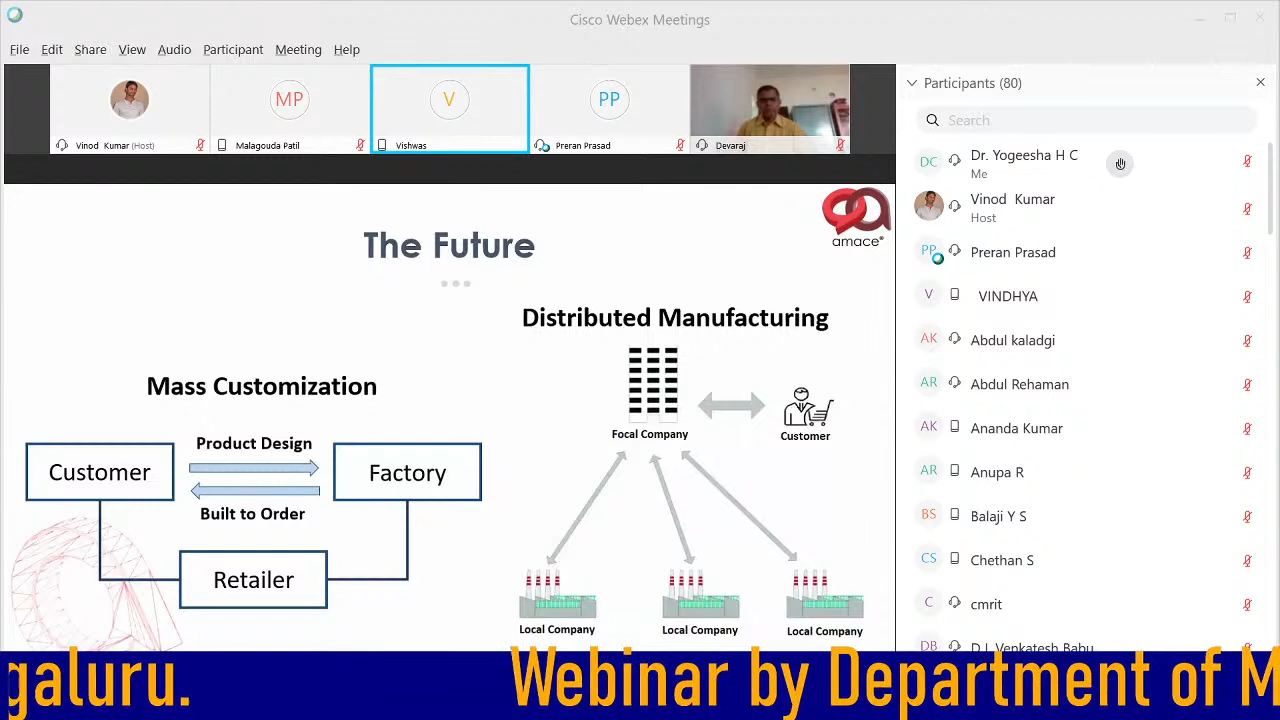 Cisco Webex Meetings
File Edit Share View Audio Participant Meeting Help
Vinod Kumar (Host)
MP
Malagouda Patil
V
Vishwas
PP
Preran Prasad
Devaraj
Participants (80)
Search
DC
Dr. Yogeesha H C
Me
Vinod Kumar
Host
PP
Preran Prasad
V
VINDHYA
AK
Abdul kaladgi
AR
Abdul Rehaman
AK
Ananda Kumar
AR
Anupa R
BS
Balaji Y S
CS
Chethan S
C
cmrit
DB
D L Venkatesh Babu
amace®
The Future
Mass Customization
Customer
Product Design
Built to Order
Factory
Retailer
Distributed Manufacturing
Focal Company
Customer
Local Company
Local Company
Local Company
galuru. Webinar by Department of M